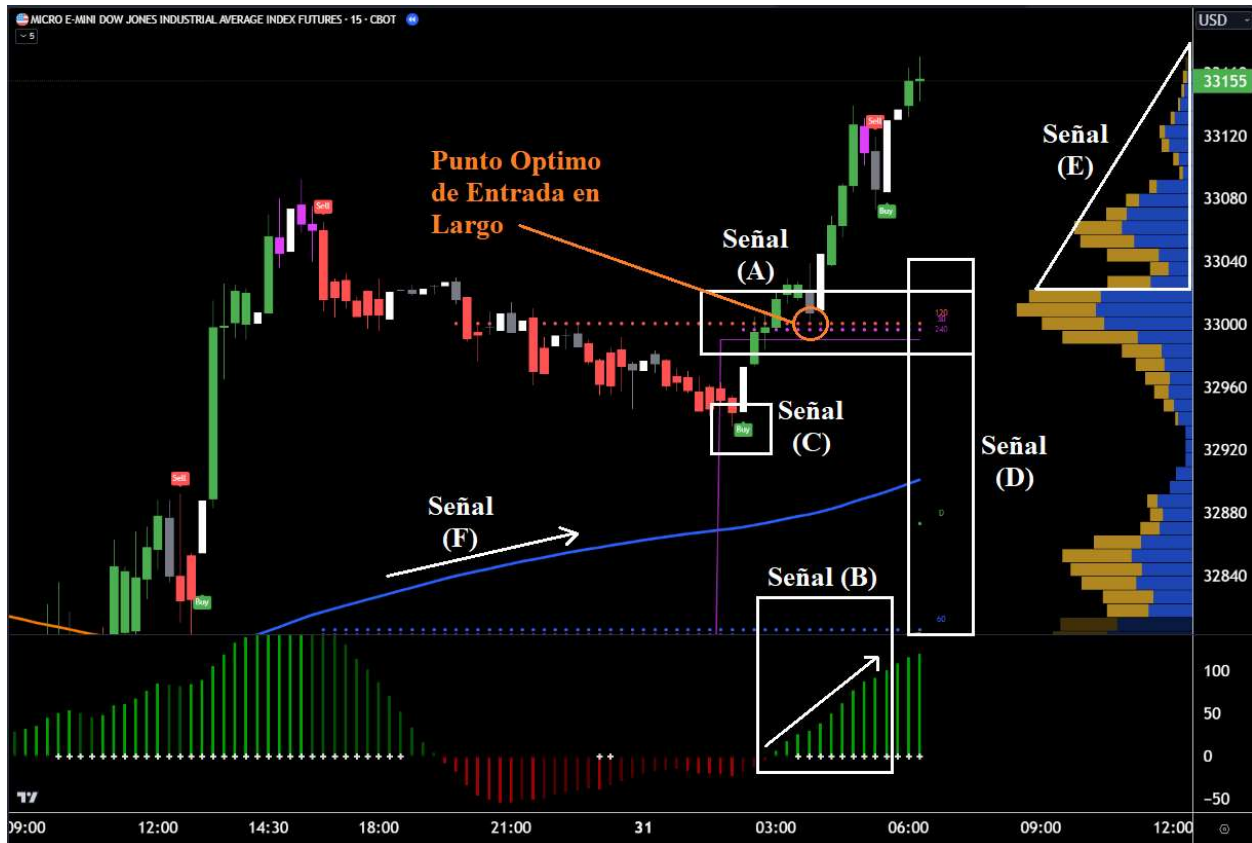 MICRO E-MINI DOW JONES INDUSTRIAL AVERAGE INDEX FUTURES · 15 · CBOT
5
USD
33155
33120
33080
33040
33000
32960
32920
32880
32840
Punto Optimo
de Entrada en
Largo
Señal
(A)
Señal
(E)
Señal
(C)
Señal
(D)
Señal
(F)
Señal (B)
Sell
Buy
Sell
Buy
Sell
Buy
120
240
D
60
100
50
0
−50
09:00
12:00
14:30
18:00
21:00
31
03:00
06:00
09:00
12:00